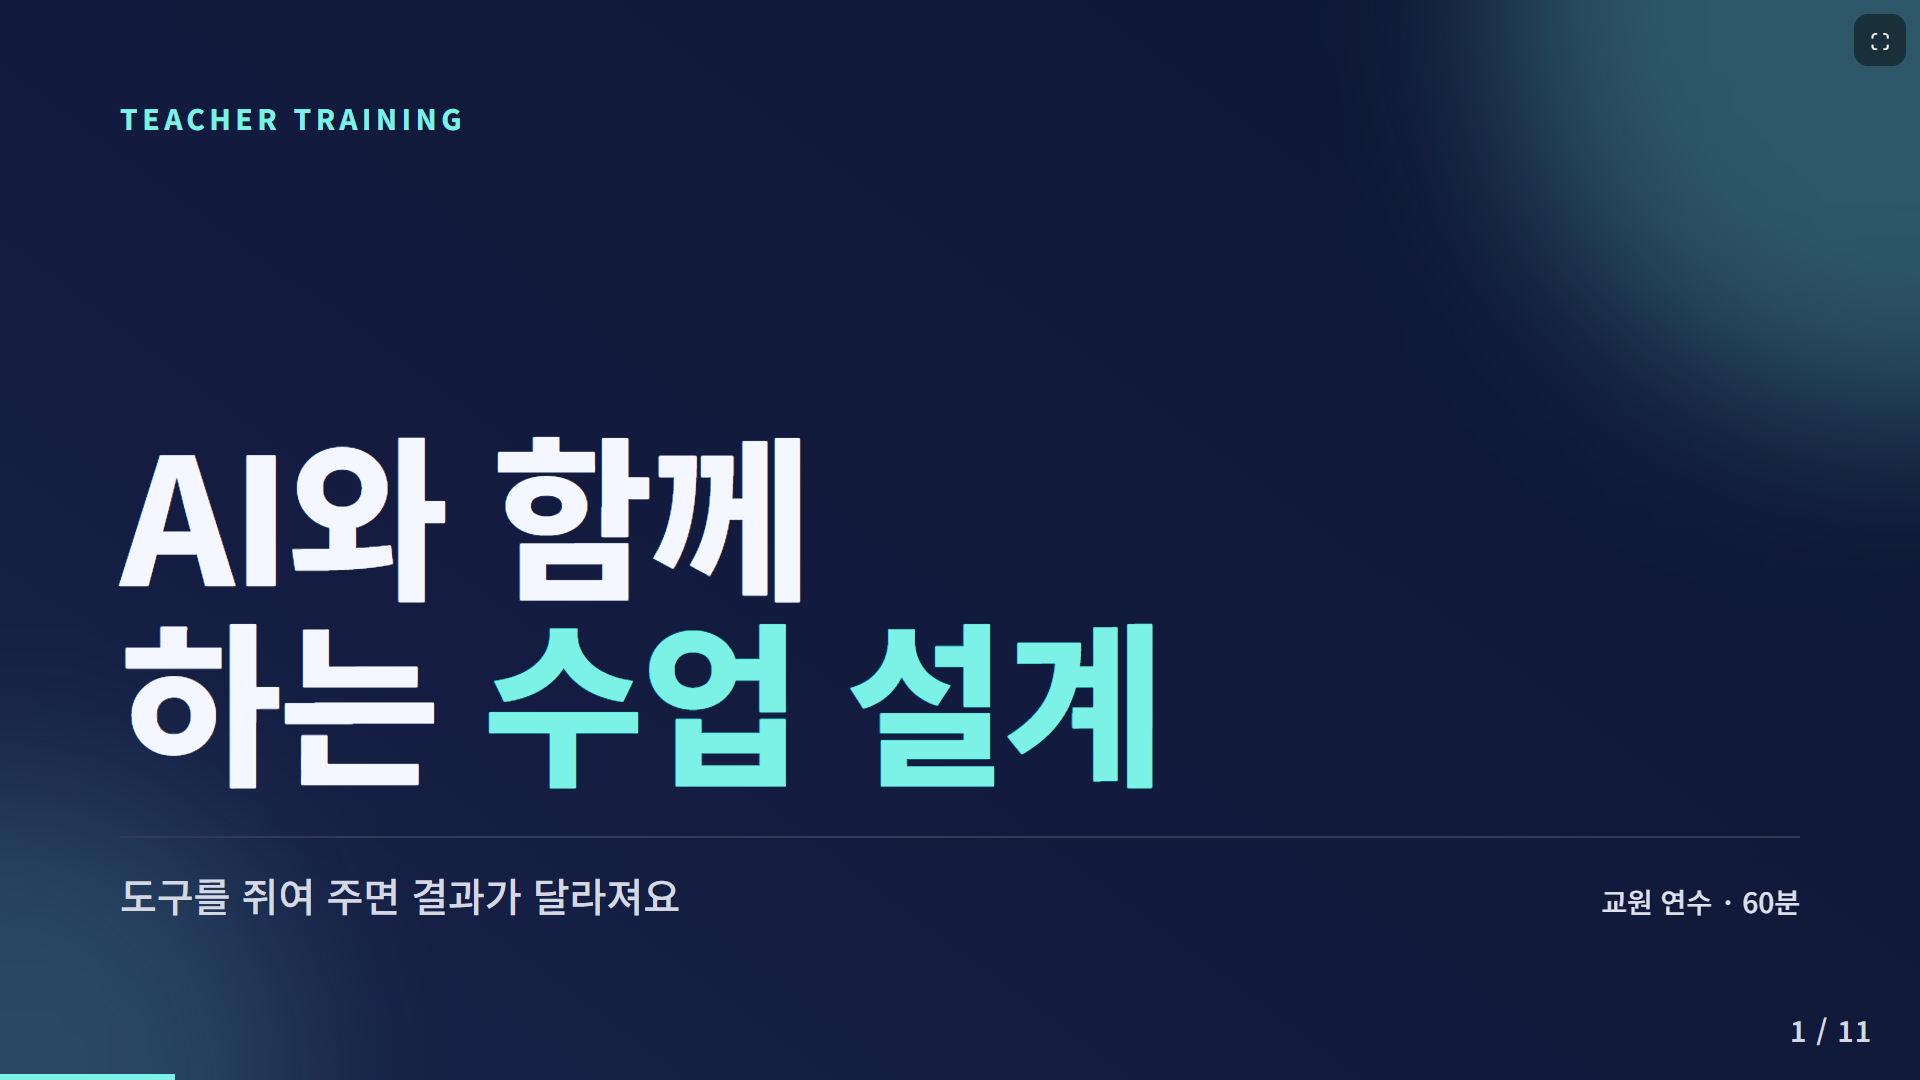 TEACHER TRAINING
AI와 함께
하는 수업 설계
도구를 쥐여 주면 결과가 달라져요
교원 연수 · 60분
1 / 11